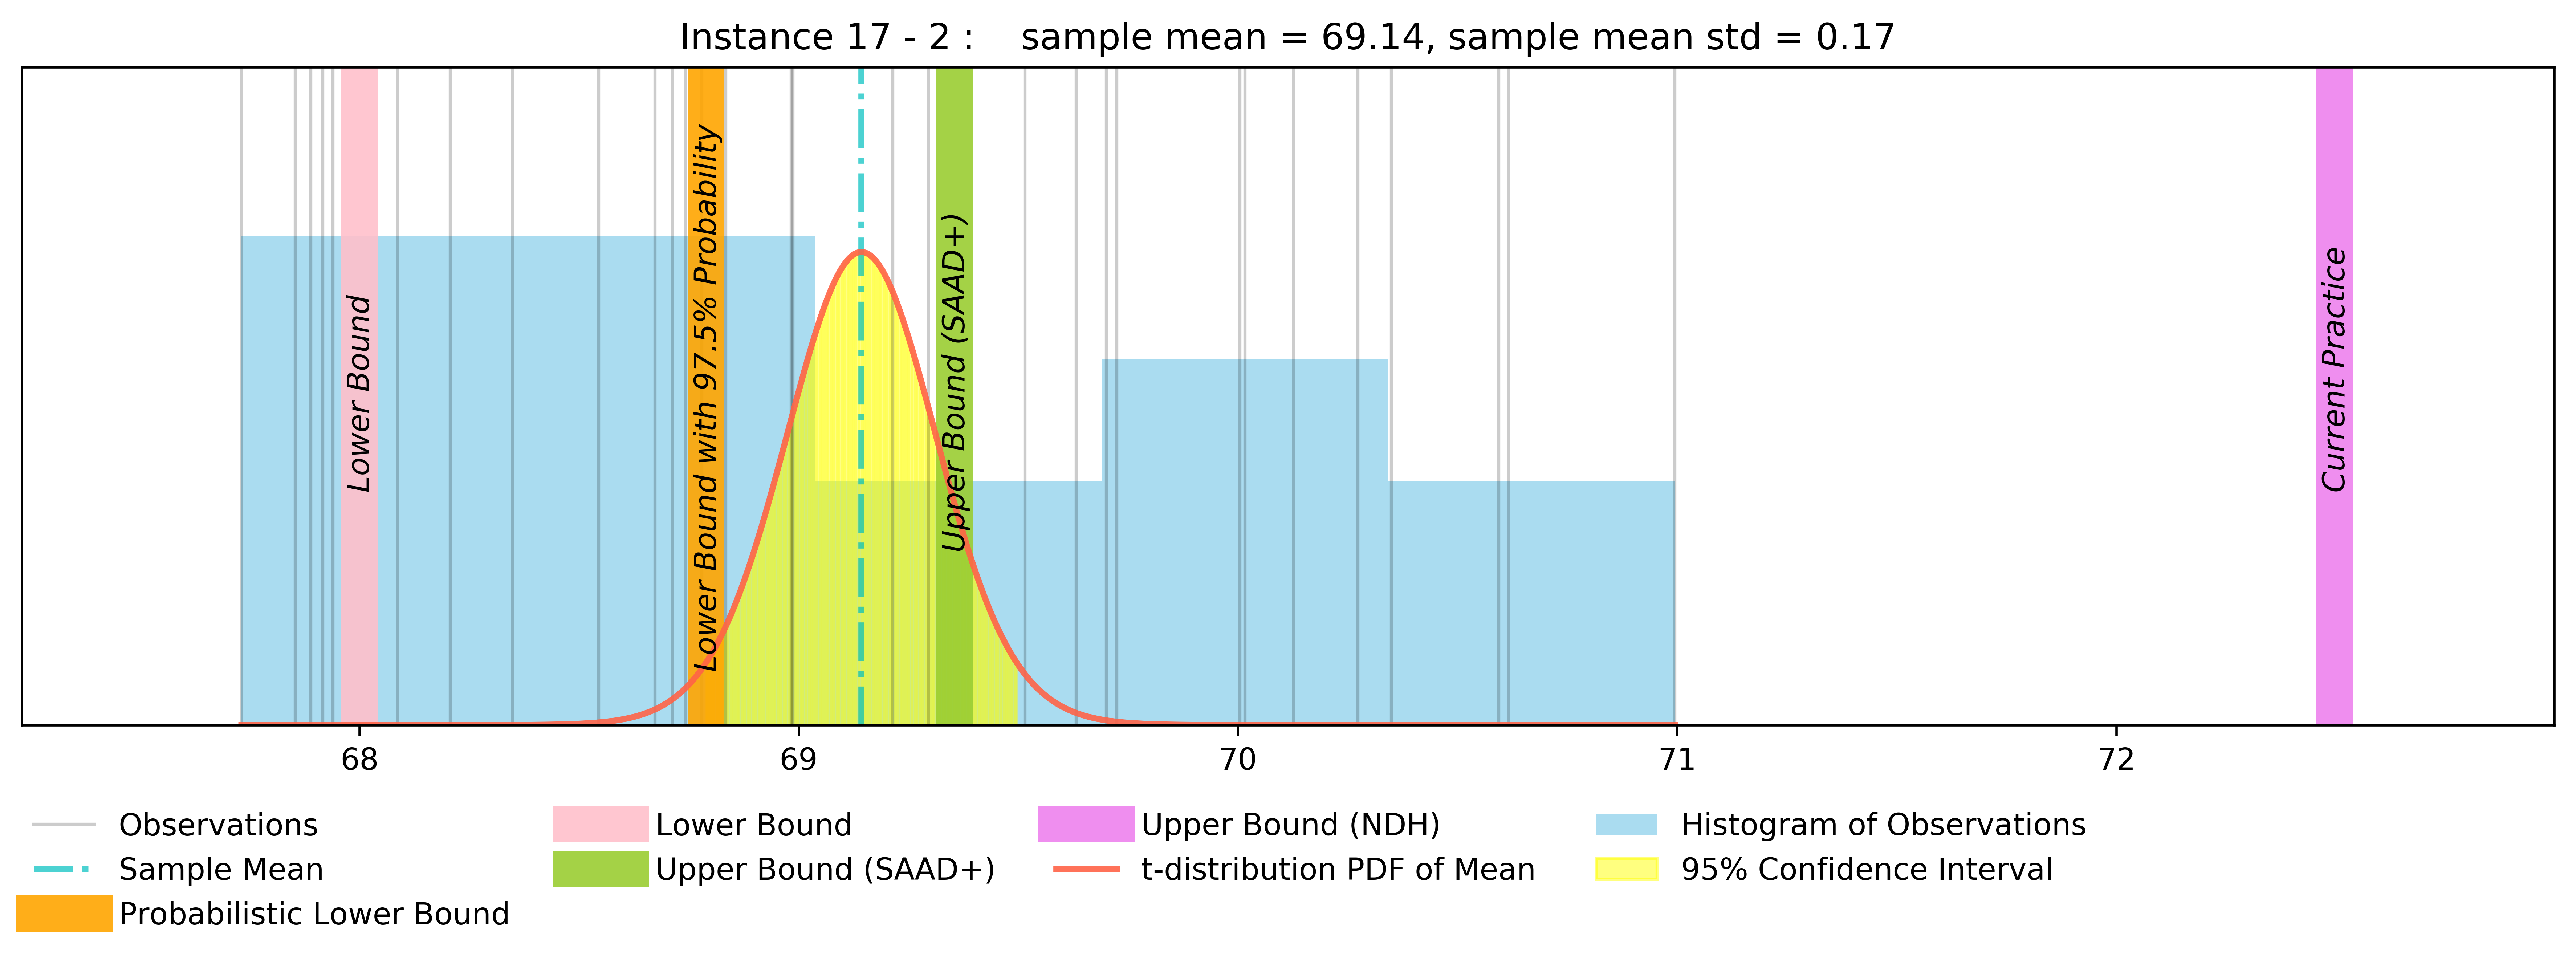 Instance 17 - 2 :    sample mean = 69.14, sample mean std = 0.17
Lower Bound
Lower Bound with 97.5% Probability
Upper Bound (SAAD+)
Current Practice
68
69
70
71
72
Observations
Sample Mean
Probabilistic Lower Bound
Lower Bound
Upper Bound (SAAD+)
Upper Bound (NDH)
t-distribution PDF of Mean
Histogram of Observations
95% Confidence Interval